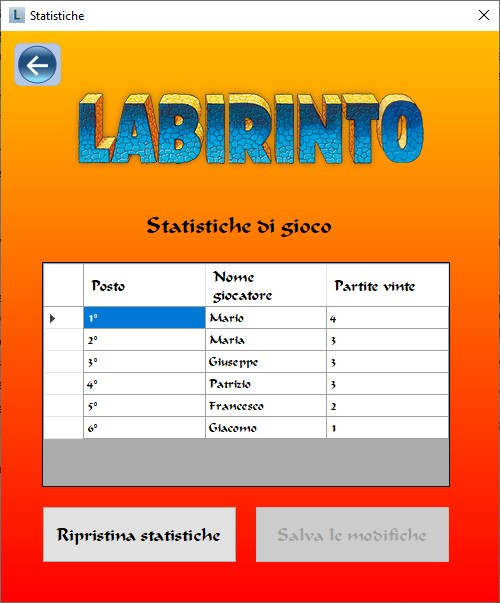 L Statistiche
LABIRINTO
Statistiche di gioco
Posto Nome giocatore Partite vinte
1° Mario 4
2° Maria 3
3° Giuseppe 3
4° Patrizio 3
5° Francesco 2
6° Giacomo 1
Ripristina statistiche Salva le modifiche